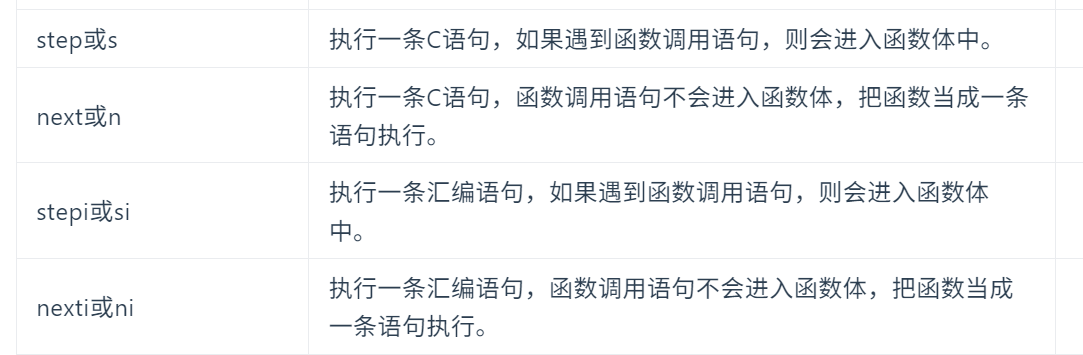 step或s
执行一条C语句，如果遇到函数调用语句，则会进入函数体中。
next或n
执行一条C语句，函数调用语句不会进入函数体，把函数当成一条
语句执行。
stepi或si
执行一条汇编语句，如果遇到函数调用语句，则会进入函数体
中。
nexti或ni
执行一条汇编语句，函数调用语句不会进入函数体，把函数当成
一条语句执行。